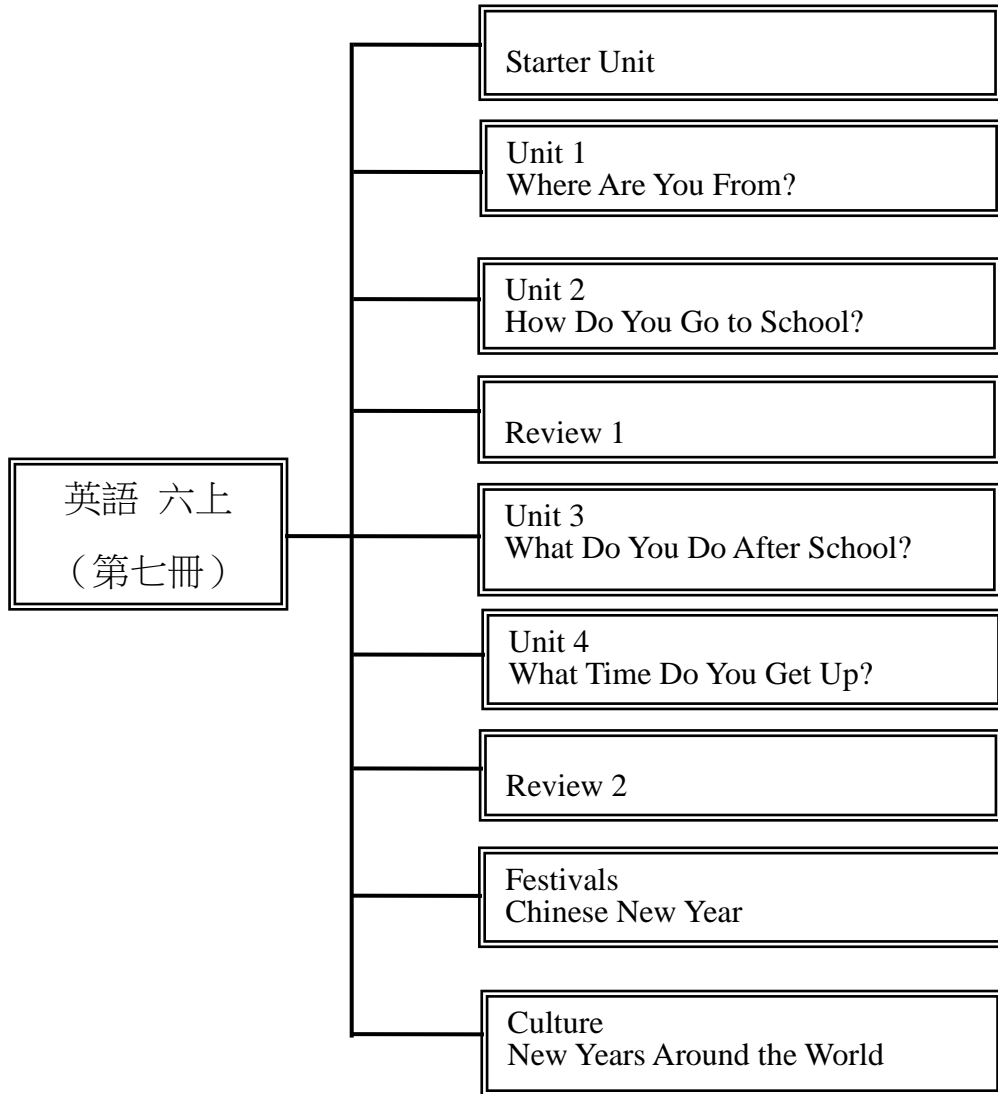 Starter Unit
Unit 1
Where Are You From?
Unit 2
How Do You Go to School?
Review 1
英語 六上
（第七冊）
Unit 3
What Do You Do After School?
Unit 4
What Time Do You Get Up?
Review 2
Festivals
Chinese New Year
Culture
New Years Around the World